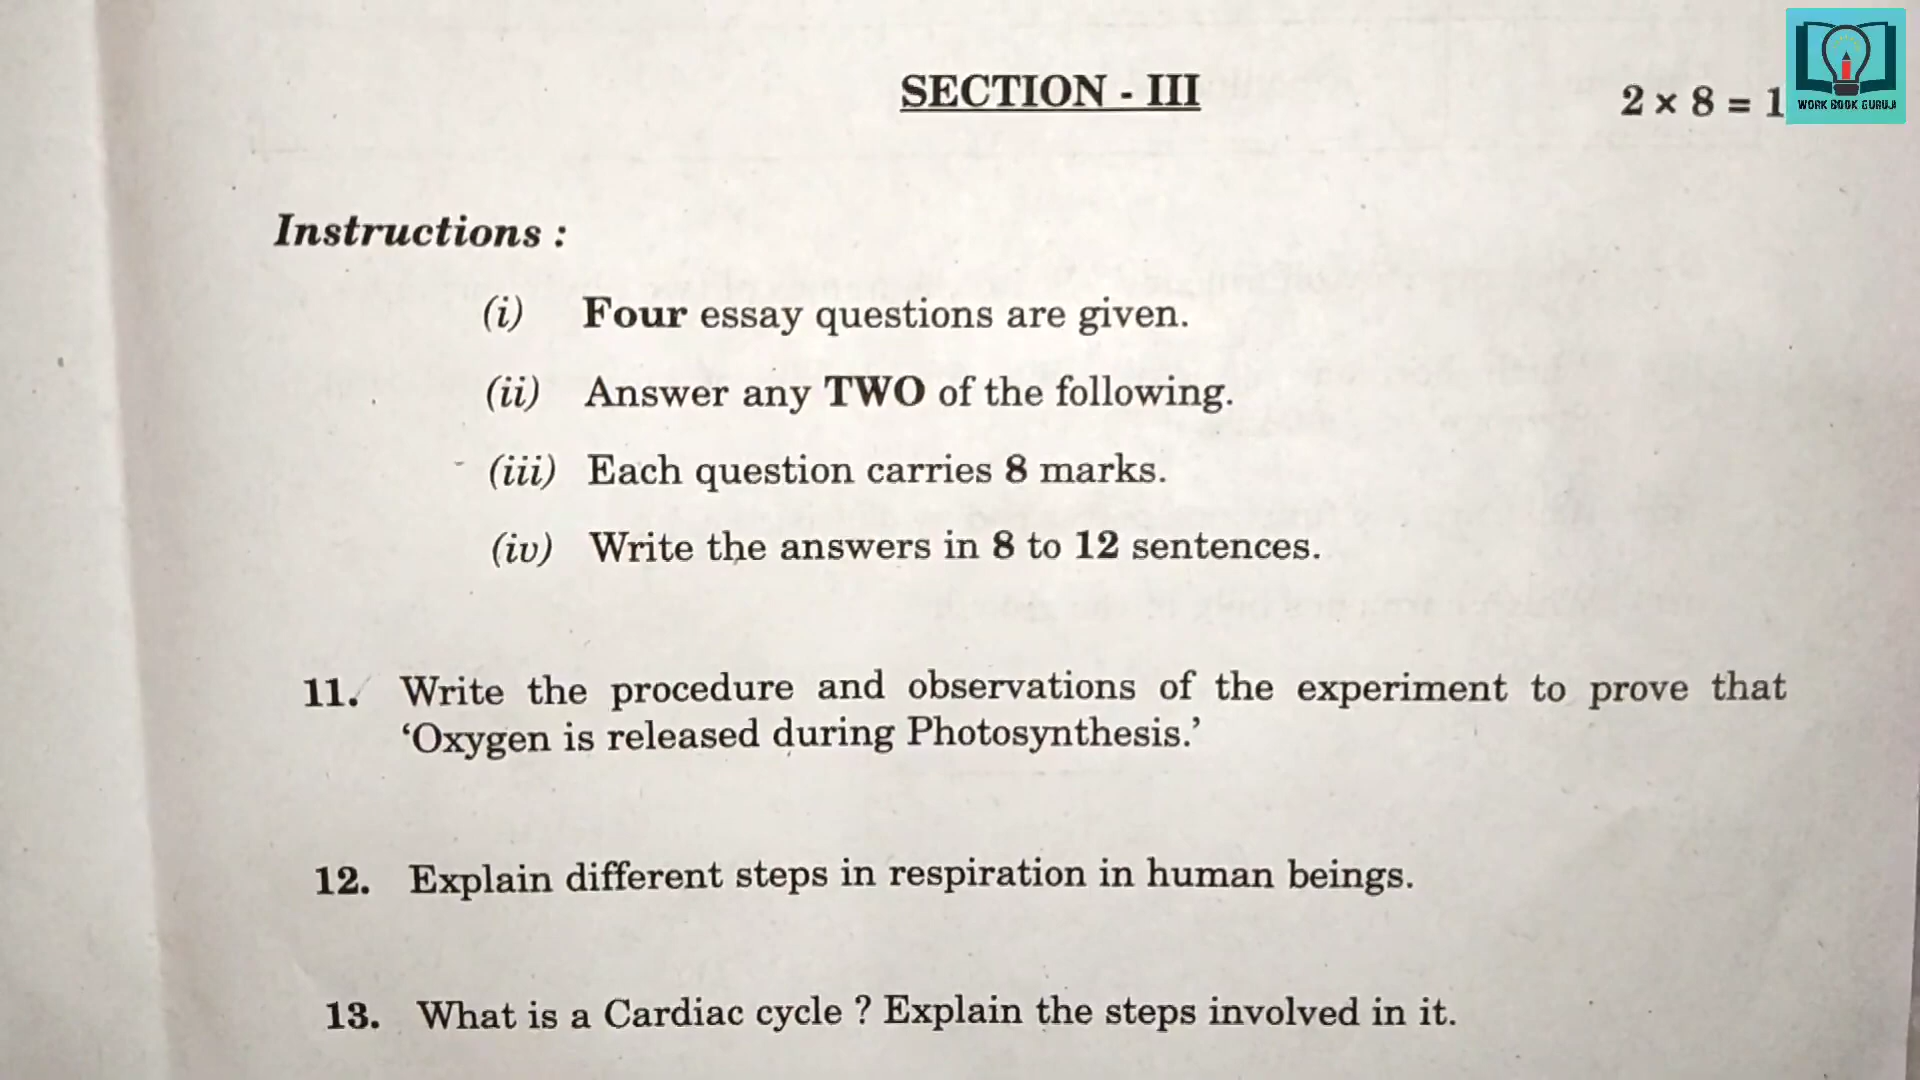 SECTION - III
2 × 8 = 1
WORK BOOK GURUJI
Instructions :
(i) Four essay questions are given.
(ii) Answer any TWO of the following.
(iii) Each question carries 8 marks.
(iv) Write the answers in 8 to 12 sentences.
11. Write the procedure and observations of the experiment to prove that
‘Oxygen is released during Photosynthesis.’
12. Explain different steps in respiration in human beings.
13. What is a Cardiac cycle ? Explain the steps involved in it.